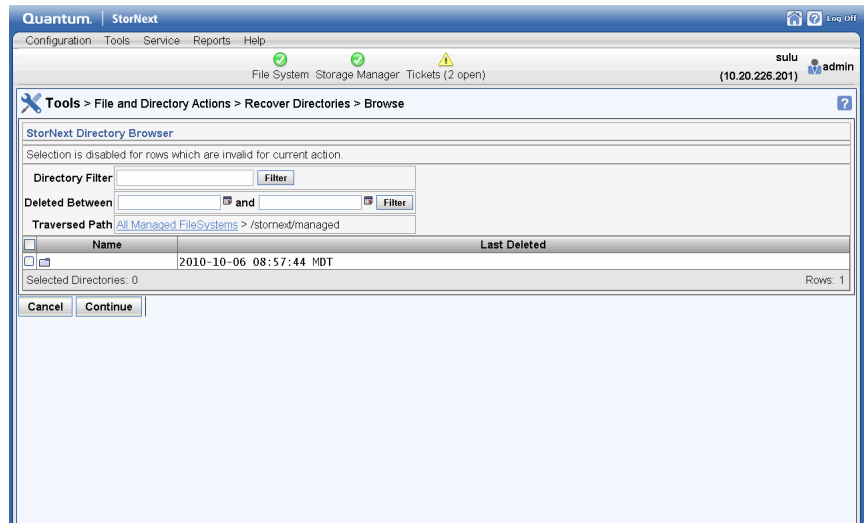 Quantum. | StorNext Log Off
Configuration Tools Service Reports Help
File System Storage Manager Tickets (2 open)
sulu
(10.20.226.201)
admin
Tools > File and Directory Actions > Recover Directories > Browse ?
StorNext Directory Browser
Selection is disabled for rows which are invalid for current action.
Directory Filter Filter
Deleted Between and Filter
Traversed Path All Managed FileSystems > /stornext/managed
Name Last Deleted
2010-10-06 08:57:44 MDT
Selected Directories: 0 Rows: 1
Cancel Continue